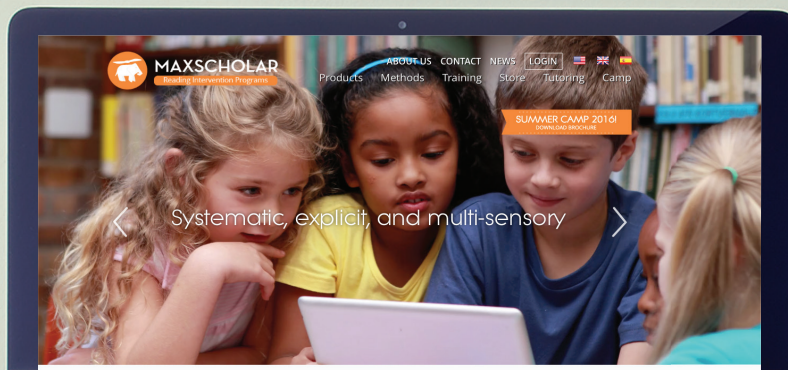 MAXSCHOLAR
Reading Intervention Programs
ABOUT US CONTACT NEWS LOGIN
Products Methods Training Store Tutoring Camp
SUMMER CAMP 2016!
DOWNLOAD BROCHURE
Systematic, explicit, and multi-sensory